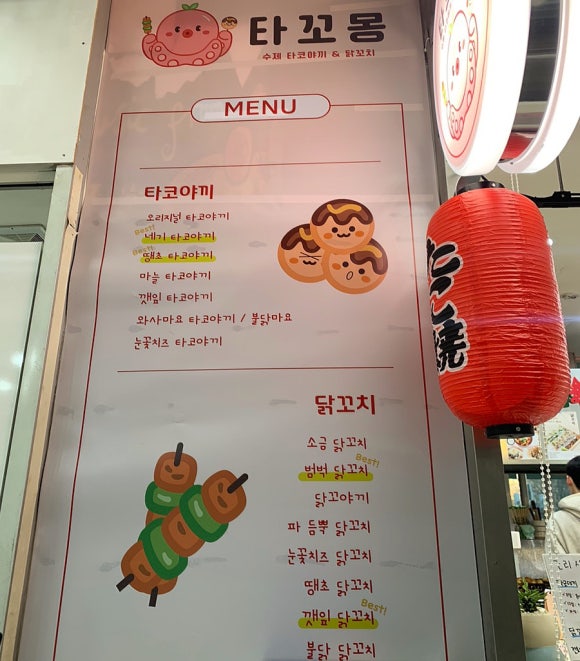 타꼬몽
수제 타코야끼 & 닭꼬치
MENU
타코야끼
오리지널 타코야끼
Best!
네기 타코야끼
Best!
땡초 타코야끼
마늘 타코야끼
깻잎 타코야끼
와사마요 타코야끼 / 불닭마요
눈꽃치즈 타코야끼
닭꼬치
소금 닭꼬치
Best!
범벅 닭꼬치
닭꼬야끼
파 듬뿍 닭꼬치
눈꽃치즈 닭꼬치
땡초 닭꼬치
Best!
깻잎 닭꼬치
불닭 닭꼬치
たこ焼